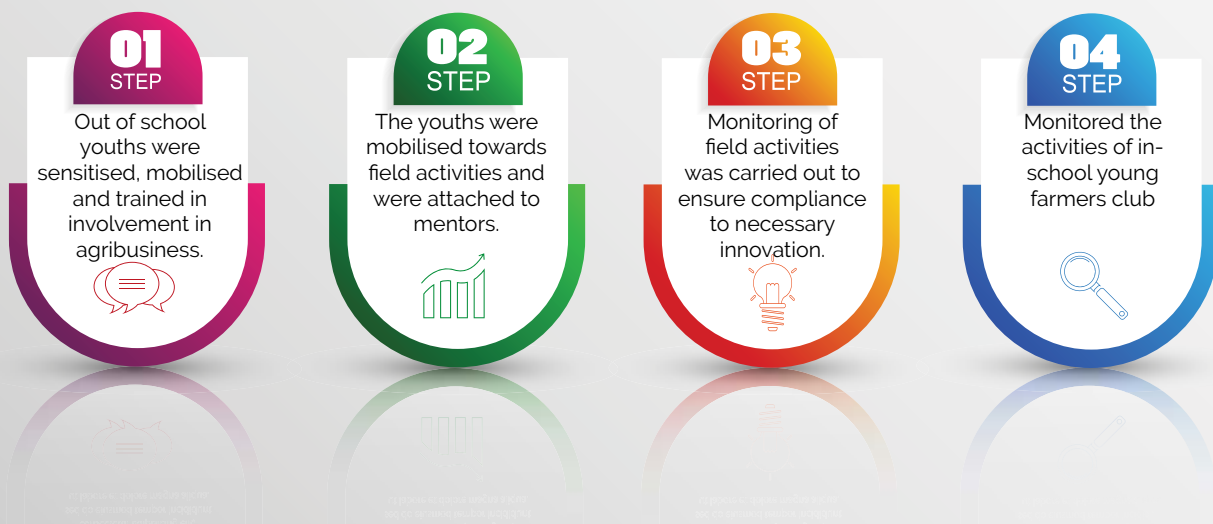 01
STEP
Out of school
youths were
sensitised, mobilised
and trained in
involvement in
agribusiness.
02
STEP
The youths were
mobilised towards
field activities and
were attached to
mentors.
03
STEP
Monitoring of
field activities
was carried out to
ensure compliance
to necessary
innovation.
04
STEP
Monitored the
activities of in-
school young
farmers club